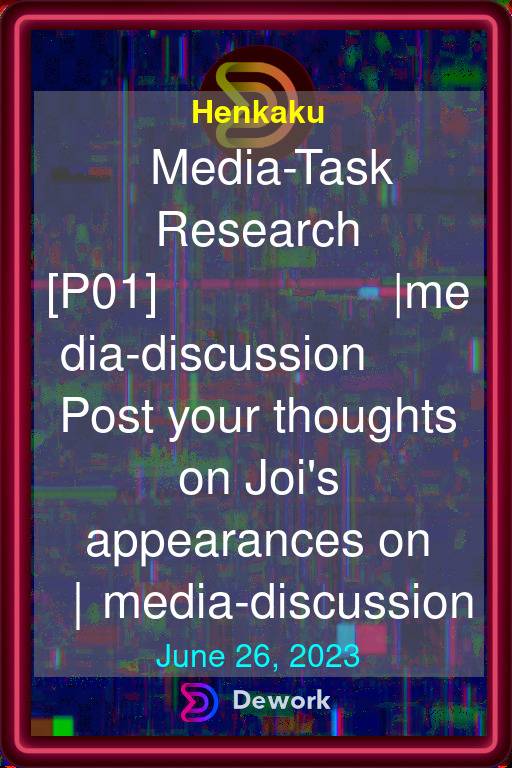 Henkaku
Media-Task
Research
[P01] |me
dia-discussion
Post your thoughts
on Joi's
appearances on
| media-discussion
June 26, 2023
Dework